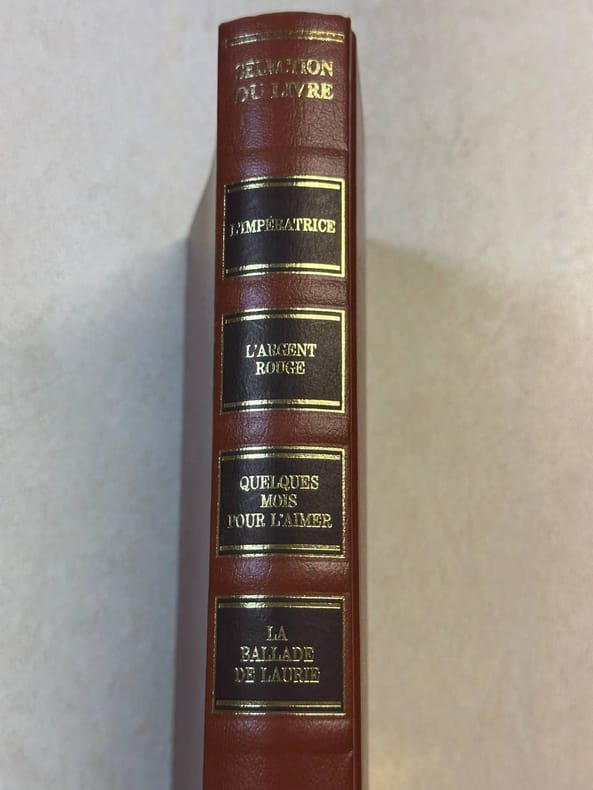 SÉLECTION
DU LIVRE
L'IMPÉRATRICE
L'ARGENT
ROUGE
QUELQUES
MOIS
POUR L'AIMER
LA
BALLADE
DE LAURIE